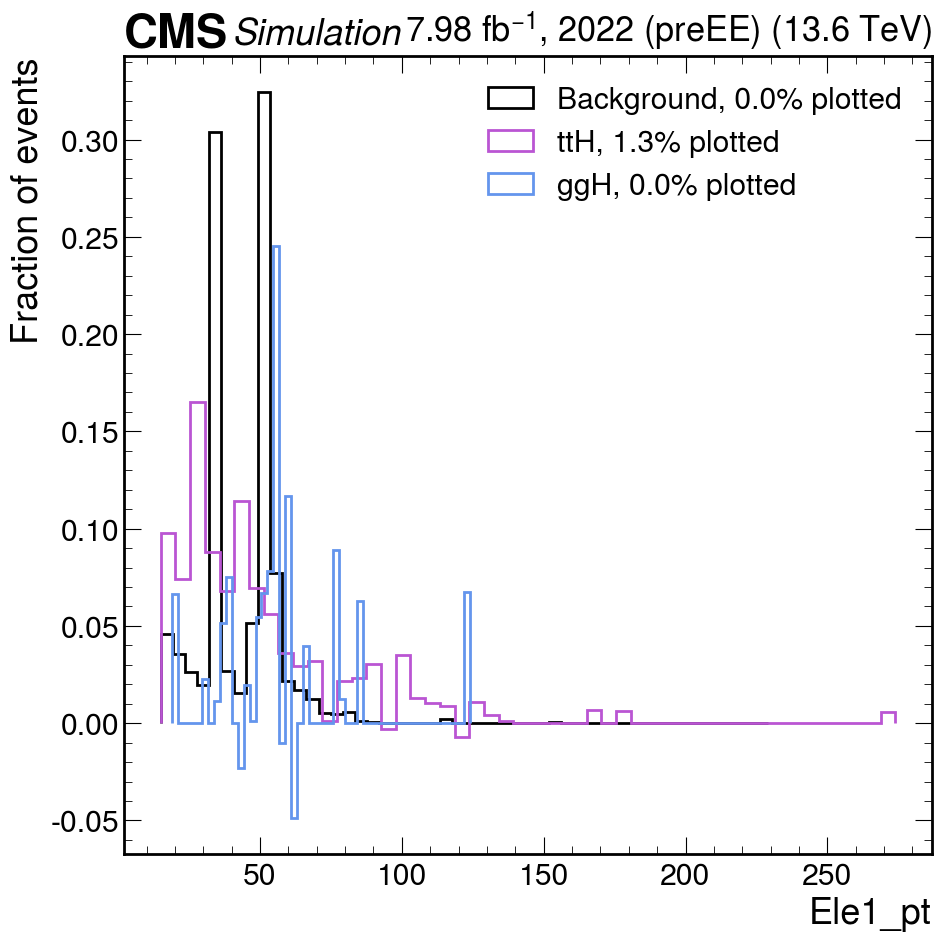 CMS Simulation 7.98 fb⁻¹, 2022 (preEE) (13.6 TeV)
Fraction of events
Background, 0.0% plotted
ttH, 1.3% plotted
ggH, 0.0% plotted
0.30
0.25
0.20
0.15
0.10
0.05
0.00
-0.05
50 100 150 200 250
Ele1_pt